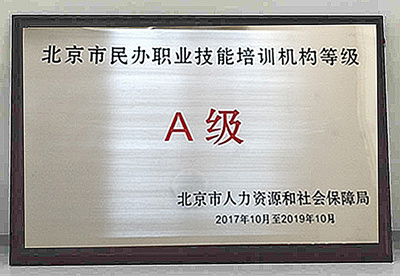 北京市民办职业技能培训机构等级
A级
北京市人力资源和社会保障局
2017年10月至2019年10月